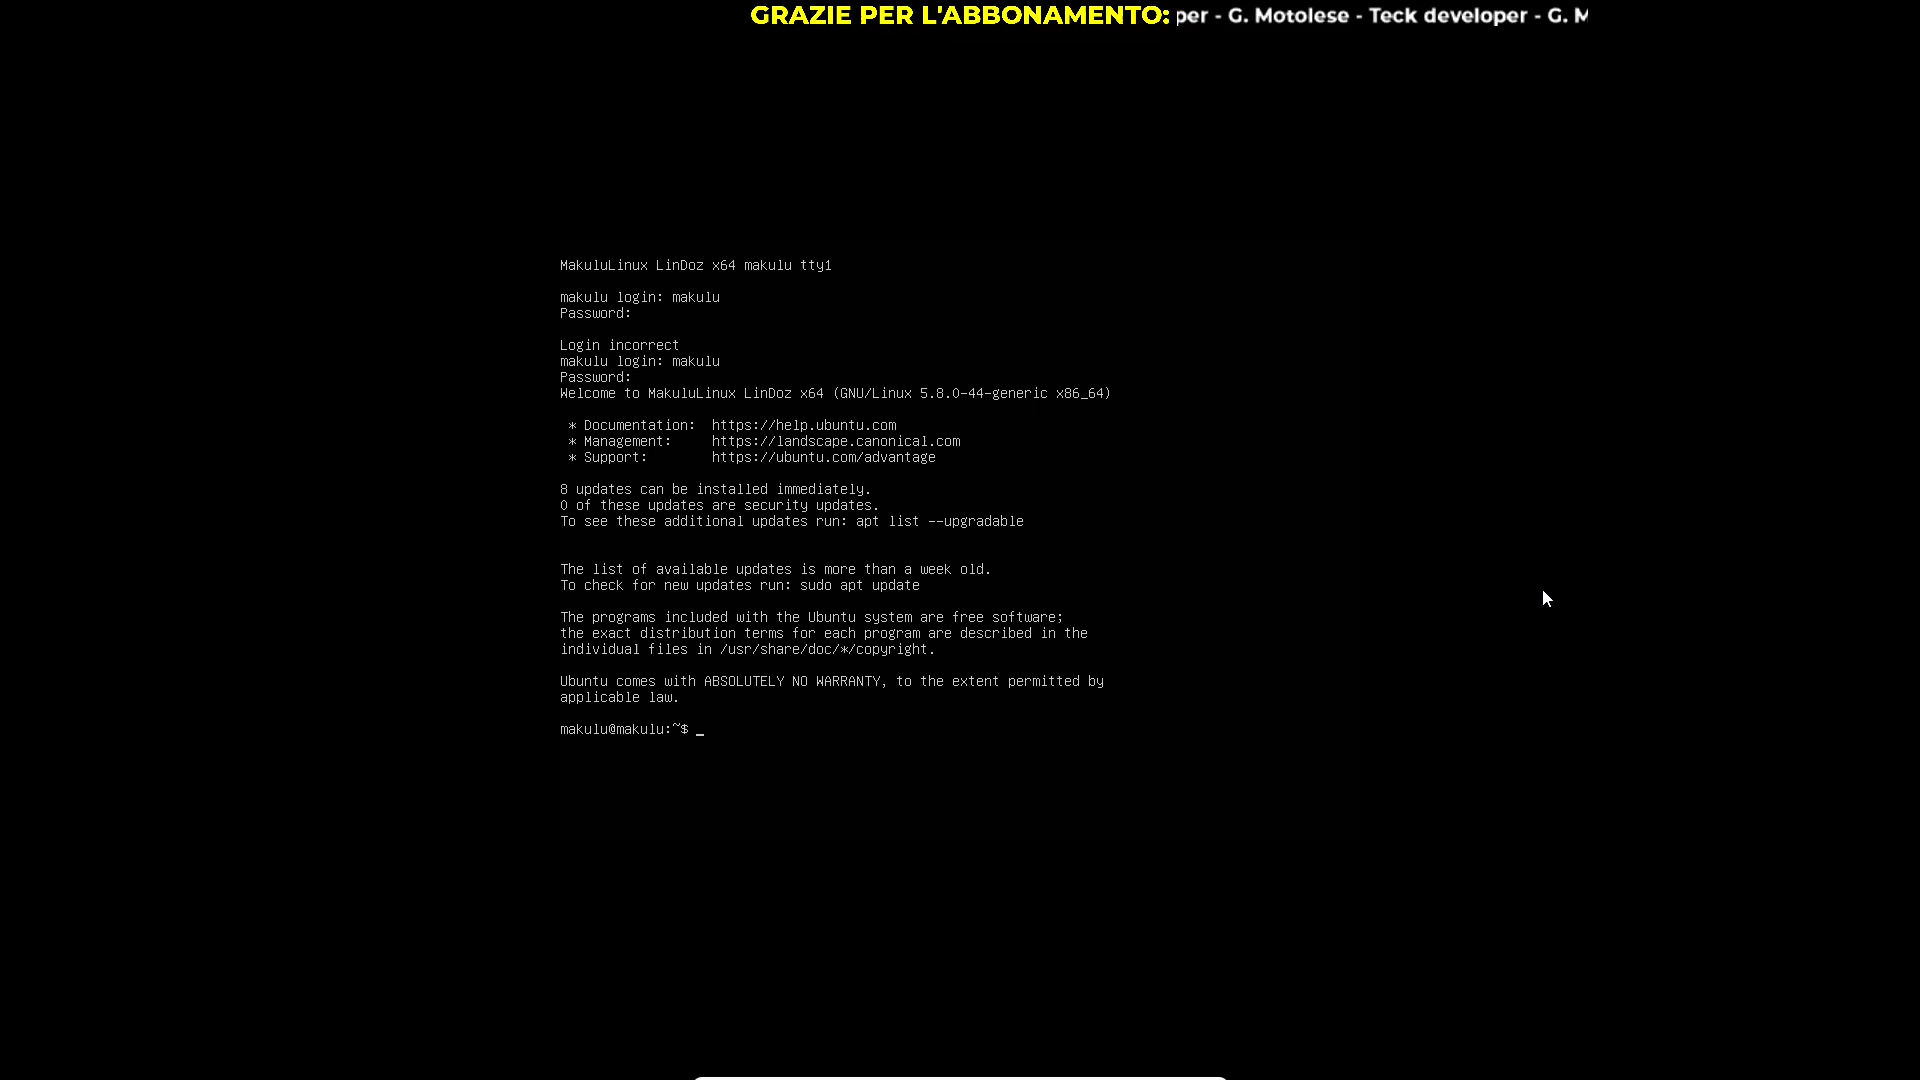 GRAZIE PER L'ABBONAMENTO: per - G. Motolese - Teck developer - G. M
MakuluLinux LinDoz x64 makulu tty1
makulu login: makulu
Password:
Login incorrect
makulu login: makulu
Password:
Welcome to MakuluLinux LinDoz x64 (GNU/Linux 5.8.0-44-generic x86_64)
* Documentation:  https://help.ubuntu.com
* Management:     https://landscape.canonical.com
* Support:        https://ubuntu.com/advantage
8 updates can be installed immediately.
0 of these updates are security updates.
To see these additional updates run: apt list --upgradable
The list of available updates is more than a week old.
To check for new updates run: sudo apt update
The programs included with the Ubuntu system are free software;
the exact distribution terms for each program are described in the
individual files in /usr/share/doc/*/copyright.
Ubuntu comes with ABSOLUTELY NO WARRANTY, to the extent permitted by
applicable law.
makulu@makulu:~$ _